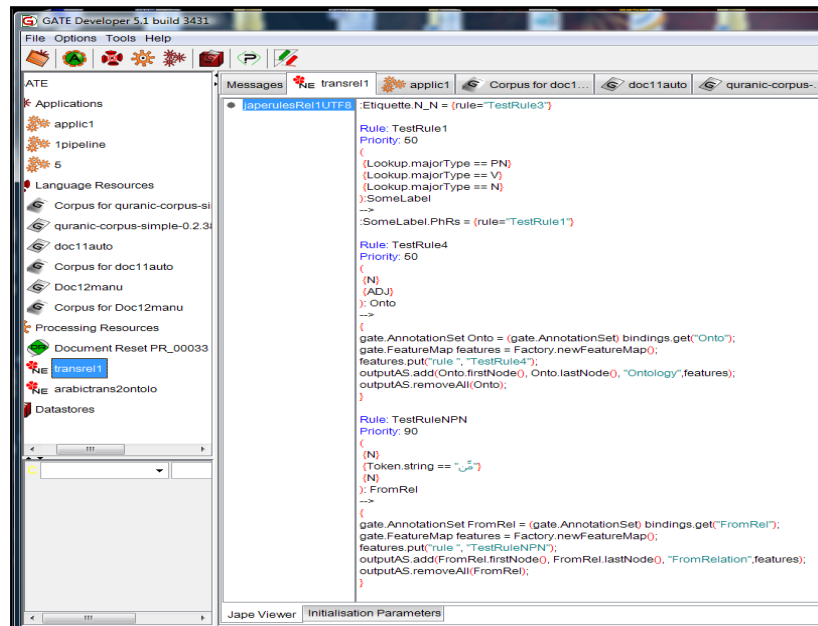 GATE Developer 5.1 build 3431
File Options Tools Help
ATE
Applications
applic1
1pipeline
5
Language Resources
Corpus for quranic-corpus-si
quranic-corpus-simple-0.2.3
doc11auto
Corpus for doc11auto
Doc12manu
Corpus for Doc12manu
Processing Resources
Document Reset PR_00033
transrel1
arabictrans2ontolo
Datastores
Messages transrel1 applic1 Corpus for doc1... doc11auto quranic-corpus-.
japerulesRel1UTF8
:Etiquette.N_N = {rule="TestRule3"}
Rule: TestRule1
Priority: 50
(
{Lookup.majorType == PN}
{Lookup.majorType == V}
{Lookup.majorType == N}
):SomeLabel
-->
:SomeLabel.PhRs = {rule="TestRule1"}
Rule: TestRule4
Priority: 50
(
{N}
{ADJ}
): Onto
-->
{
gate.AnnotationSet Onto = (gate.AnnotationSet) bindings.get("Onto");
gate.FeatureMap features = Factory.newFeatureMap();
features.put("rule ", "TestRule4");
outputAS.add(Onto.firstNode(), Onto.lastNode(), "Ontology",features);
outputAS.removeAll(Onto);
}
Rule: TestRuleNPN
Priority: 90
(
{N}
{Token.string == "مِّن"}
{N}
): FromRel
-->
{
gate.AnnotationSet FromRel = (gate.AnnotationSet) bindings.get("FromRel");
gate.FeatureMap features = Factory.newFeatureMap();
features.put("rule ", "TestRuleNPN");
outputAS.add(FromRel.firstNode(), FromRel.lastNode(), "FromRelation",features);
outputAS.removeAll(FromRel);
}
Jape Viewer Initialisation Parameters